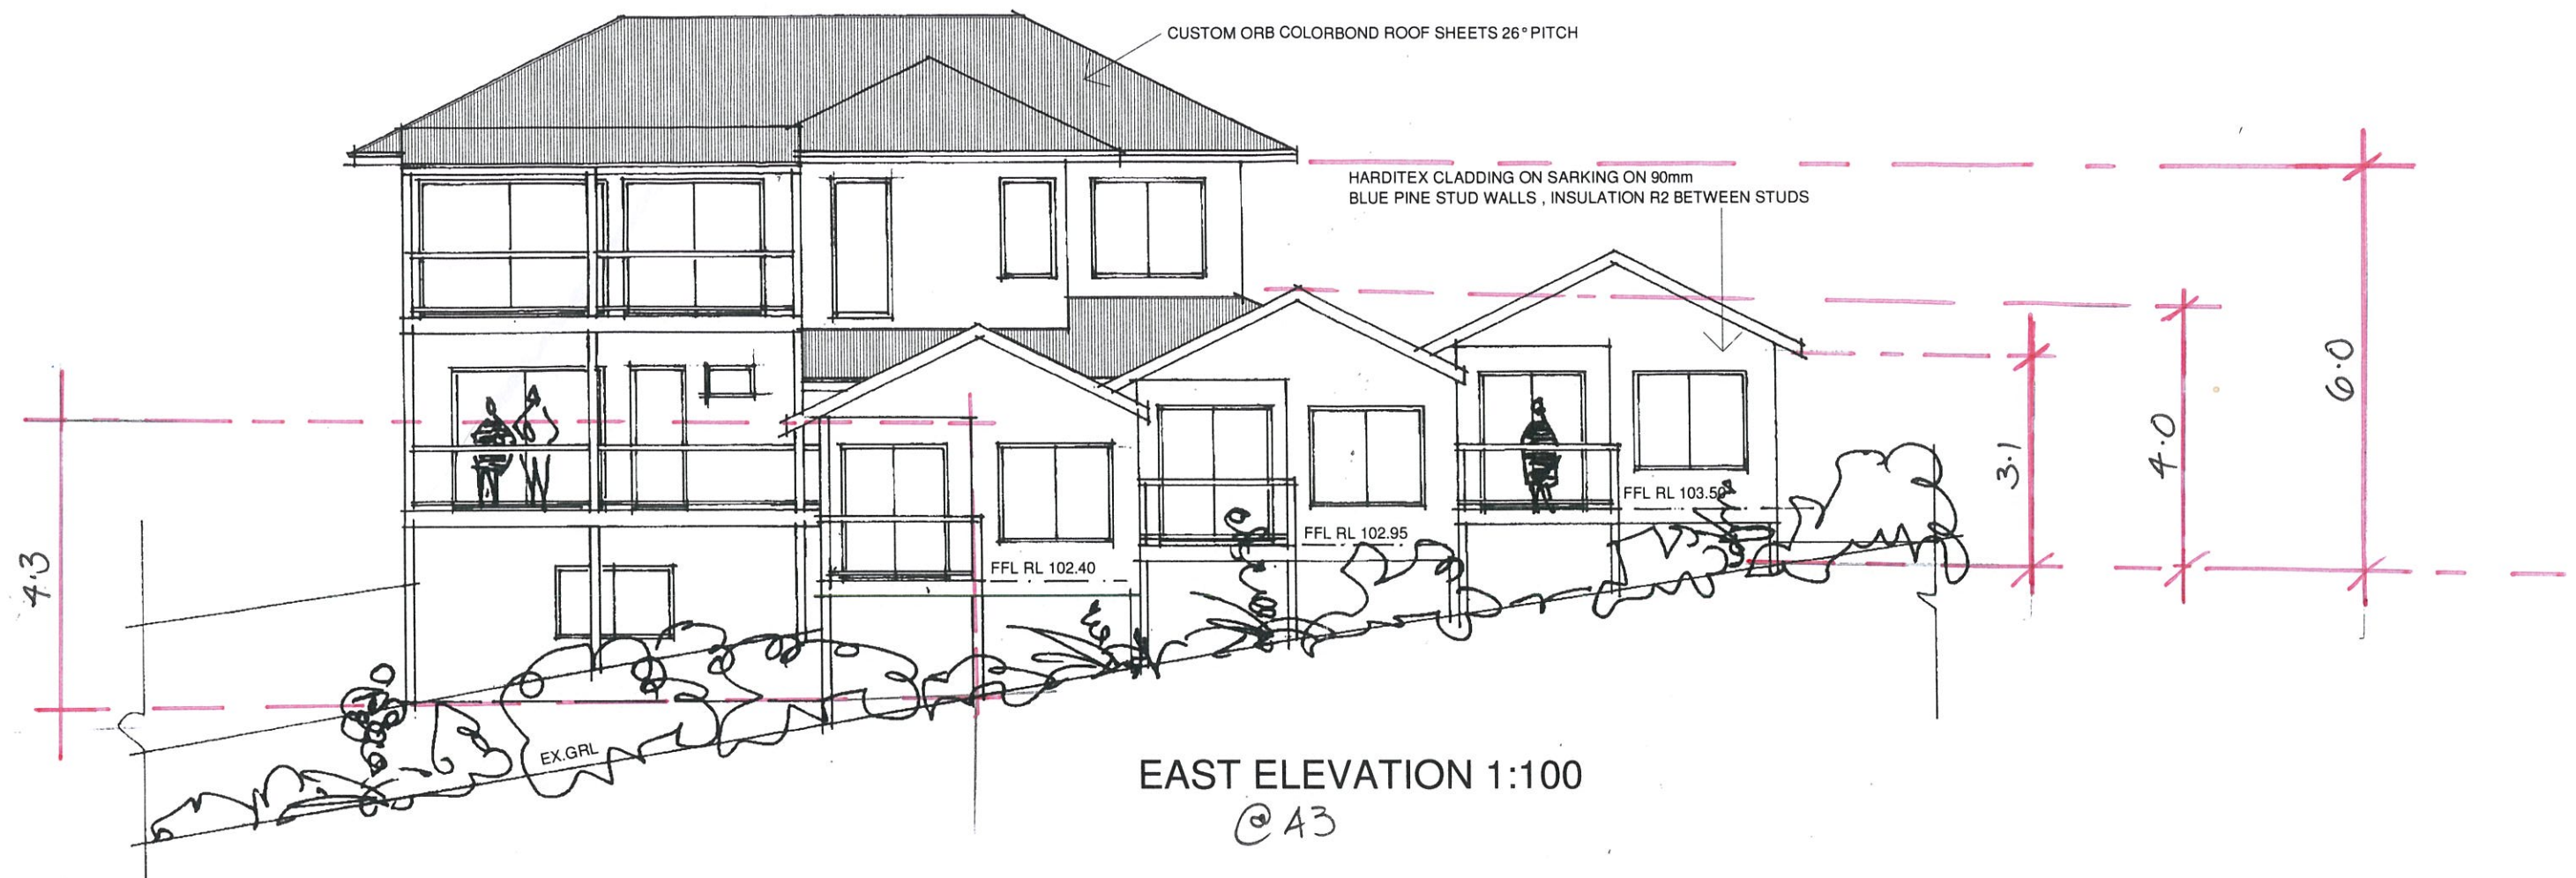 CUSTOM ORB COLORBOND ROOF SHEETS 26° PITCH
HARDITEX CLADDING ON SARKING ON 90mm
BLUE PINE STUD WALLS , INSULATION R2 BETWEEN STUDS
6.0
4.0
3.1
4.3
FFL RL 103.50
FFL RL 102.95
FFL RL 102.40
EX.GRL
EAST ELEVATION 1:100
@ A3